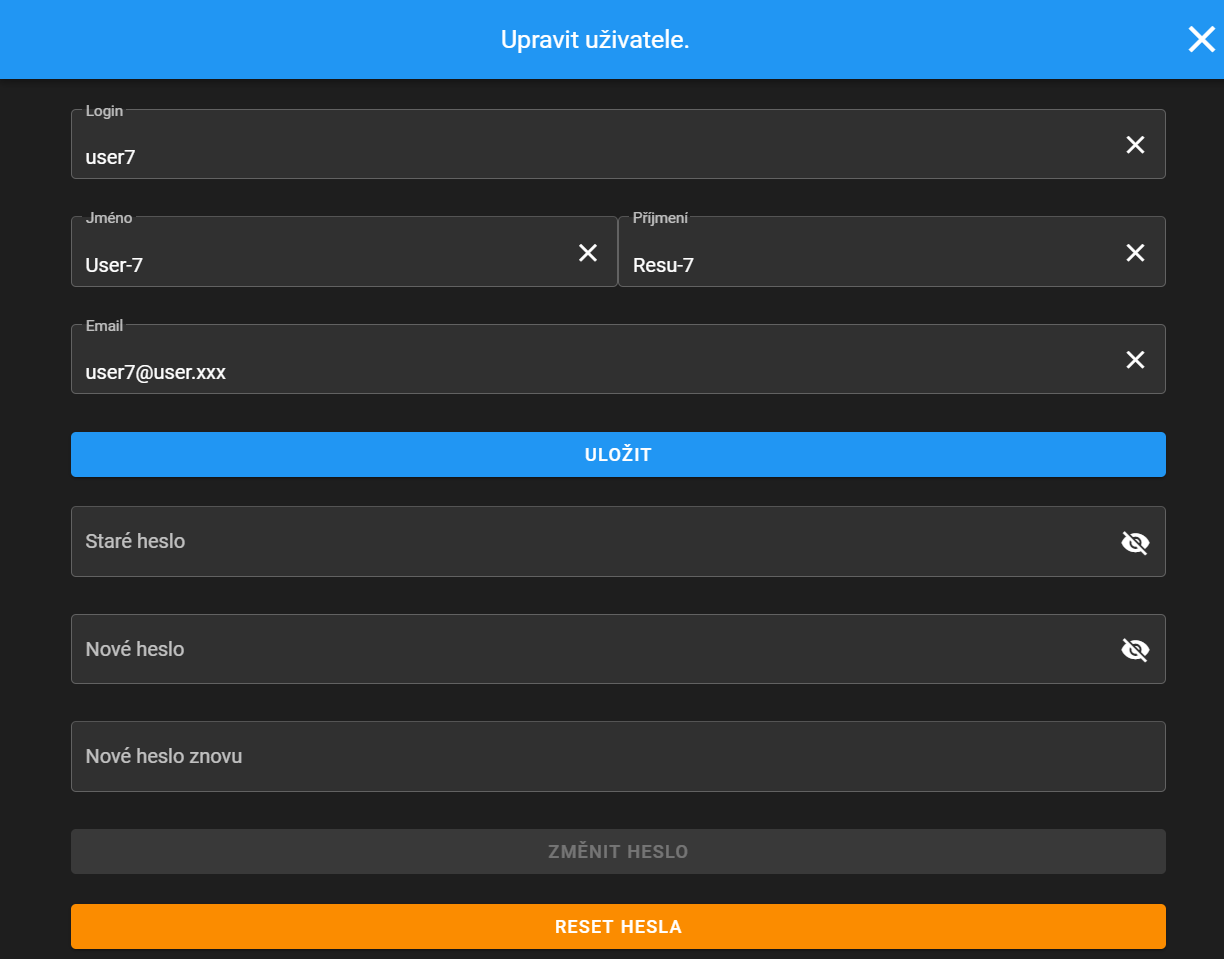 Upravit uživatele.
Login
user7
Jméno
Příjmení
User-7
Resu-7
Email
user7@user.xxx
ULOŽIT
Staré heslo
Nové heslo
Nové heslo znovu
ZMĚNIT HESLO
RESET HESLA